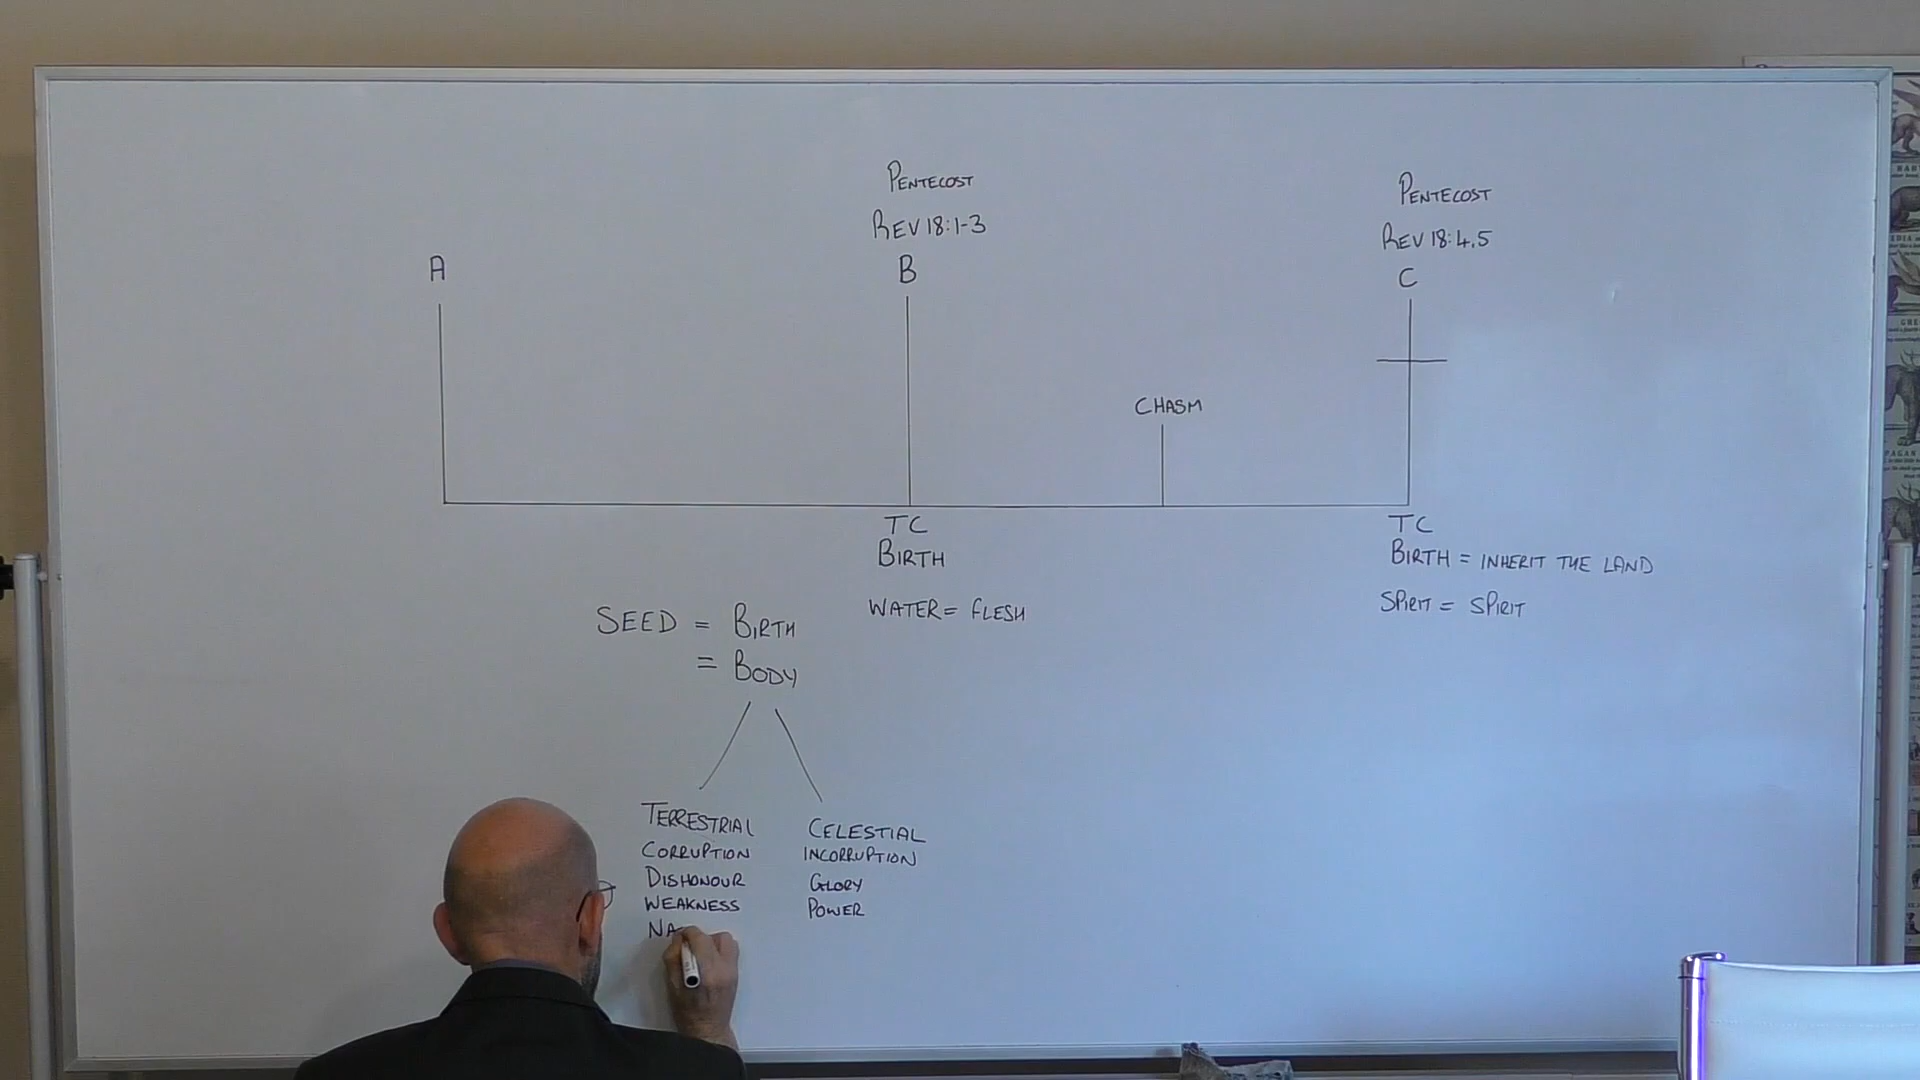 PENTECOST
REV 18:1-3
B
PENTECOST
REV 18:4,5
C
A
CHASM
TC
BIRTH
WATER = FLESH
TC
BIRTH = INHERIT THE LAND
SPIRIT = SPIRIT
SEED = BIRTH
= BODY
TERRESTRIAL
CORRUPTION
DISHONOUR
WEAKNESS
NA
CELESTIAL
INCORRUPTION
GLORY
POWER